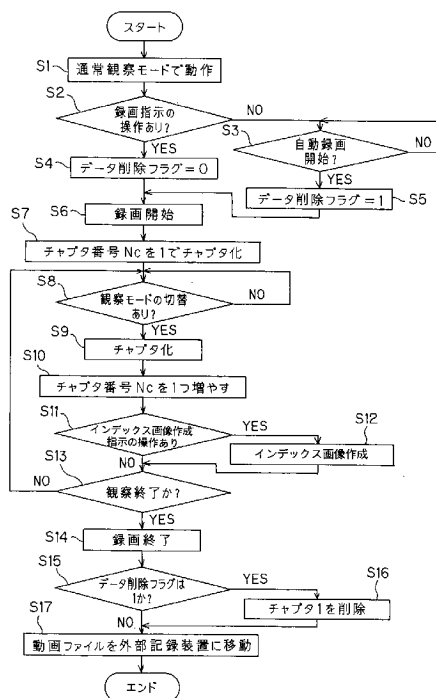 スタート
S1
通常観察モードで動作
S2
録画指示の
操作あり?
NO
YES
S3
自動録画
開始?
NO
YES
S4
データ削除フラグ=0
データ削除フラグ=1
S5
S6
録画開始
S7
チャプタ番号Ncを1でチャプタ化
S8
観察モードの切替
あり?
NO
YES
S9
チャプタ化
S10
チャプタ番号Ncを1つ増やす
S11
インデックス画像作成
指示の操作あり
YES
S12
インデックス画像作成
NO
S13
観察終了か?
NO
YES
S14
録画終了
S15
データ削除フラグは
1か?
YES
S16
チャプタ1を削除
NO
S17
動画ファイルを外部記録装置に移動
エンド